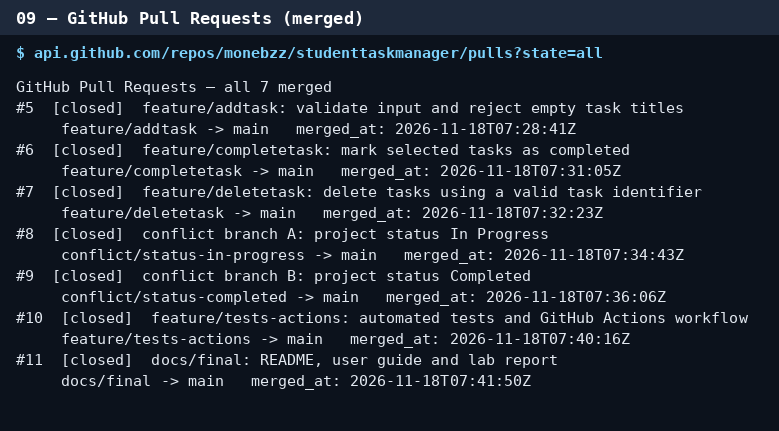 09 — GitHub Pull Requests (merged)
$ api.github.com/repos/monebzz/studenttaskmanager/pulls?state=all
GitHub Pull Requests — all 7 merged
#5  [closed]  feature/addtask: validate input and reject empty task titles
feature/addtask -> main   merged_at: 2026-11-18T07:28:41Z
#6  [closed]  feature/completetask: mark selected tasks as completed
feature/completetask -> main   merged_at: 2026-11-18T07:31:05Z
#7  [closed]  feature/deletetask: delete tasks using a valid task identifier
feature/deletetask -> main   merged_at: 2026-11-18T07:32:23Z
#8  [closed]  conflict branch A: project status In Progress
conflict/status-in-progress -> main   merged_at: 2026-11-18T07:34:43Z
#9  [closed]  conflict branch B: project status Completed
conflict/status-completed -> main   merged_at: 2026-11-18T07:36:06Z
#10  [closed]  feature/tests-actions: automated tests and GitHub Actions workflow
feature/tests-actions -> main   merged_at: 2026-11-18T07:40:16Z
#11  [closed]  docs/final: README, user guide and lab report
docs/final -> main   merged_at: 2026-11-18T07:41:50Z